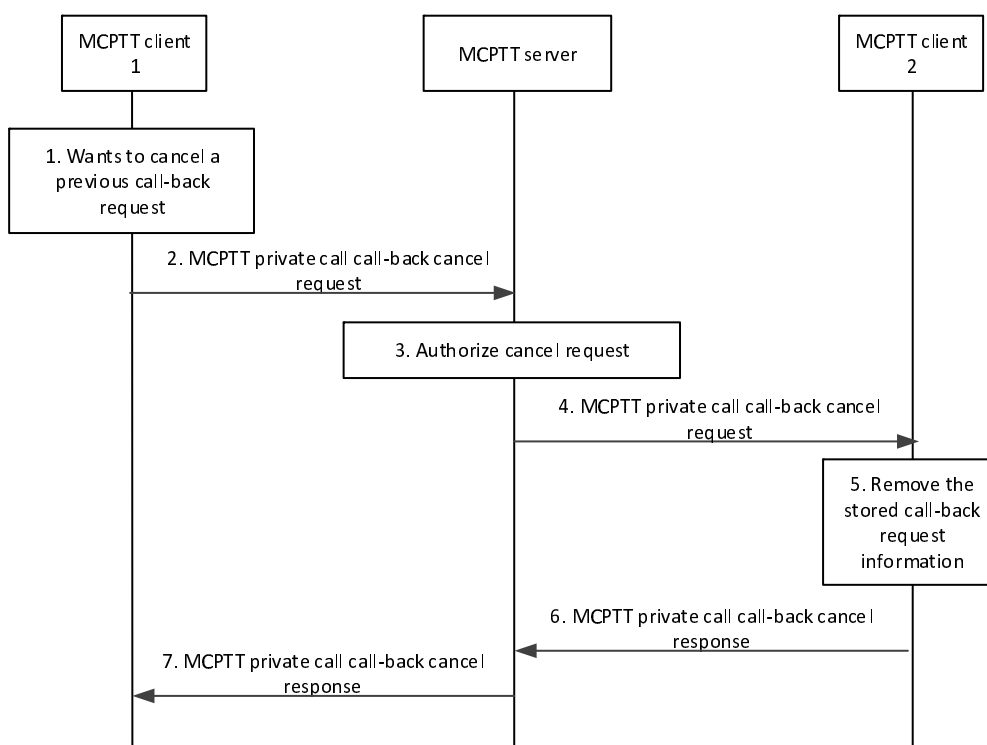 MCPTT client
1
MCPTT server
MCPTT client
2
1. Wants to cancel a
previous call-back
request
2. MCPTT private call call-back cancel
request
3. Authorize cancel request
4. MCPTT private call call-back cancel
request
5. Remove the
stored call-back
request
information
6. MCPTT private call call-back cancel
response
7. MCPTT private call call-back cancel
response